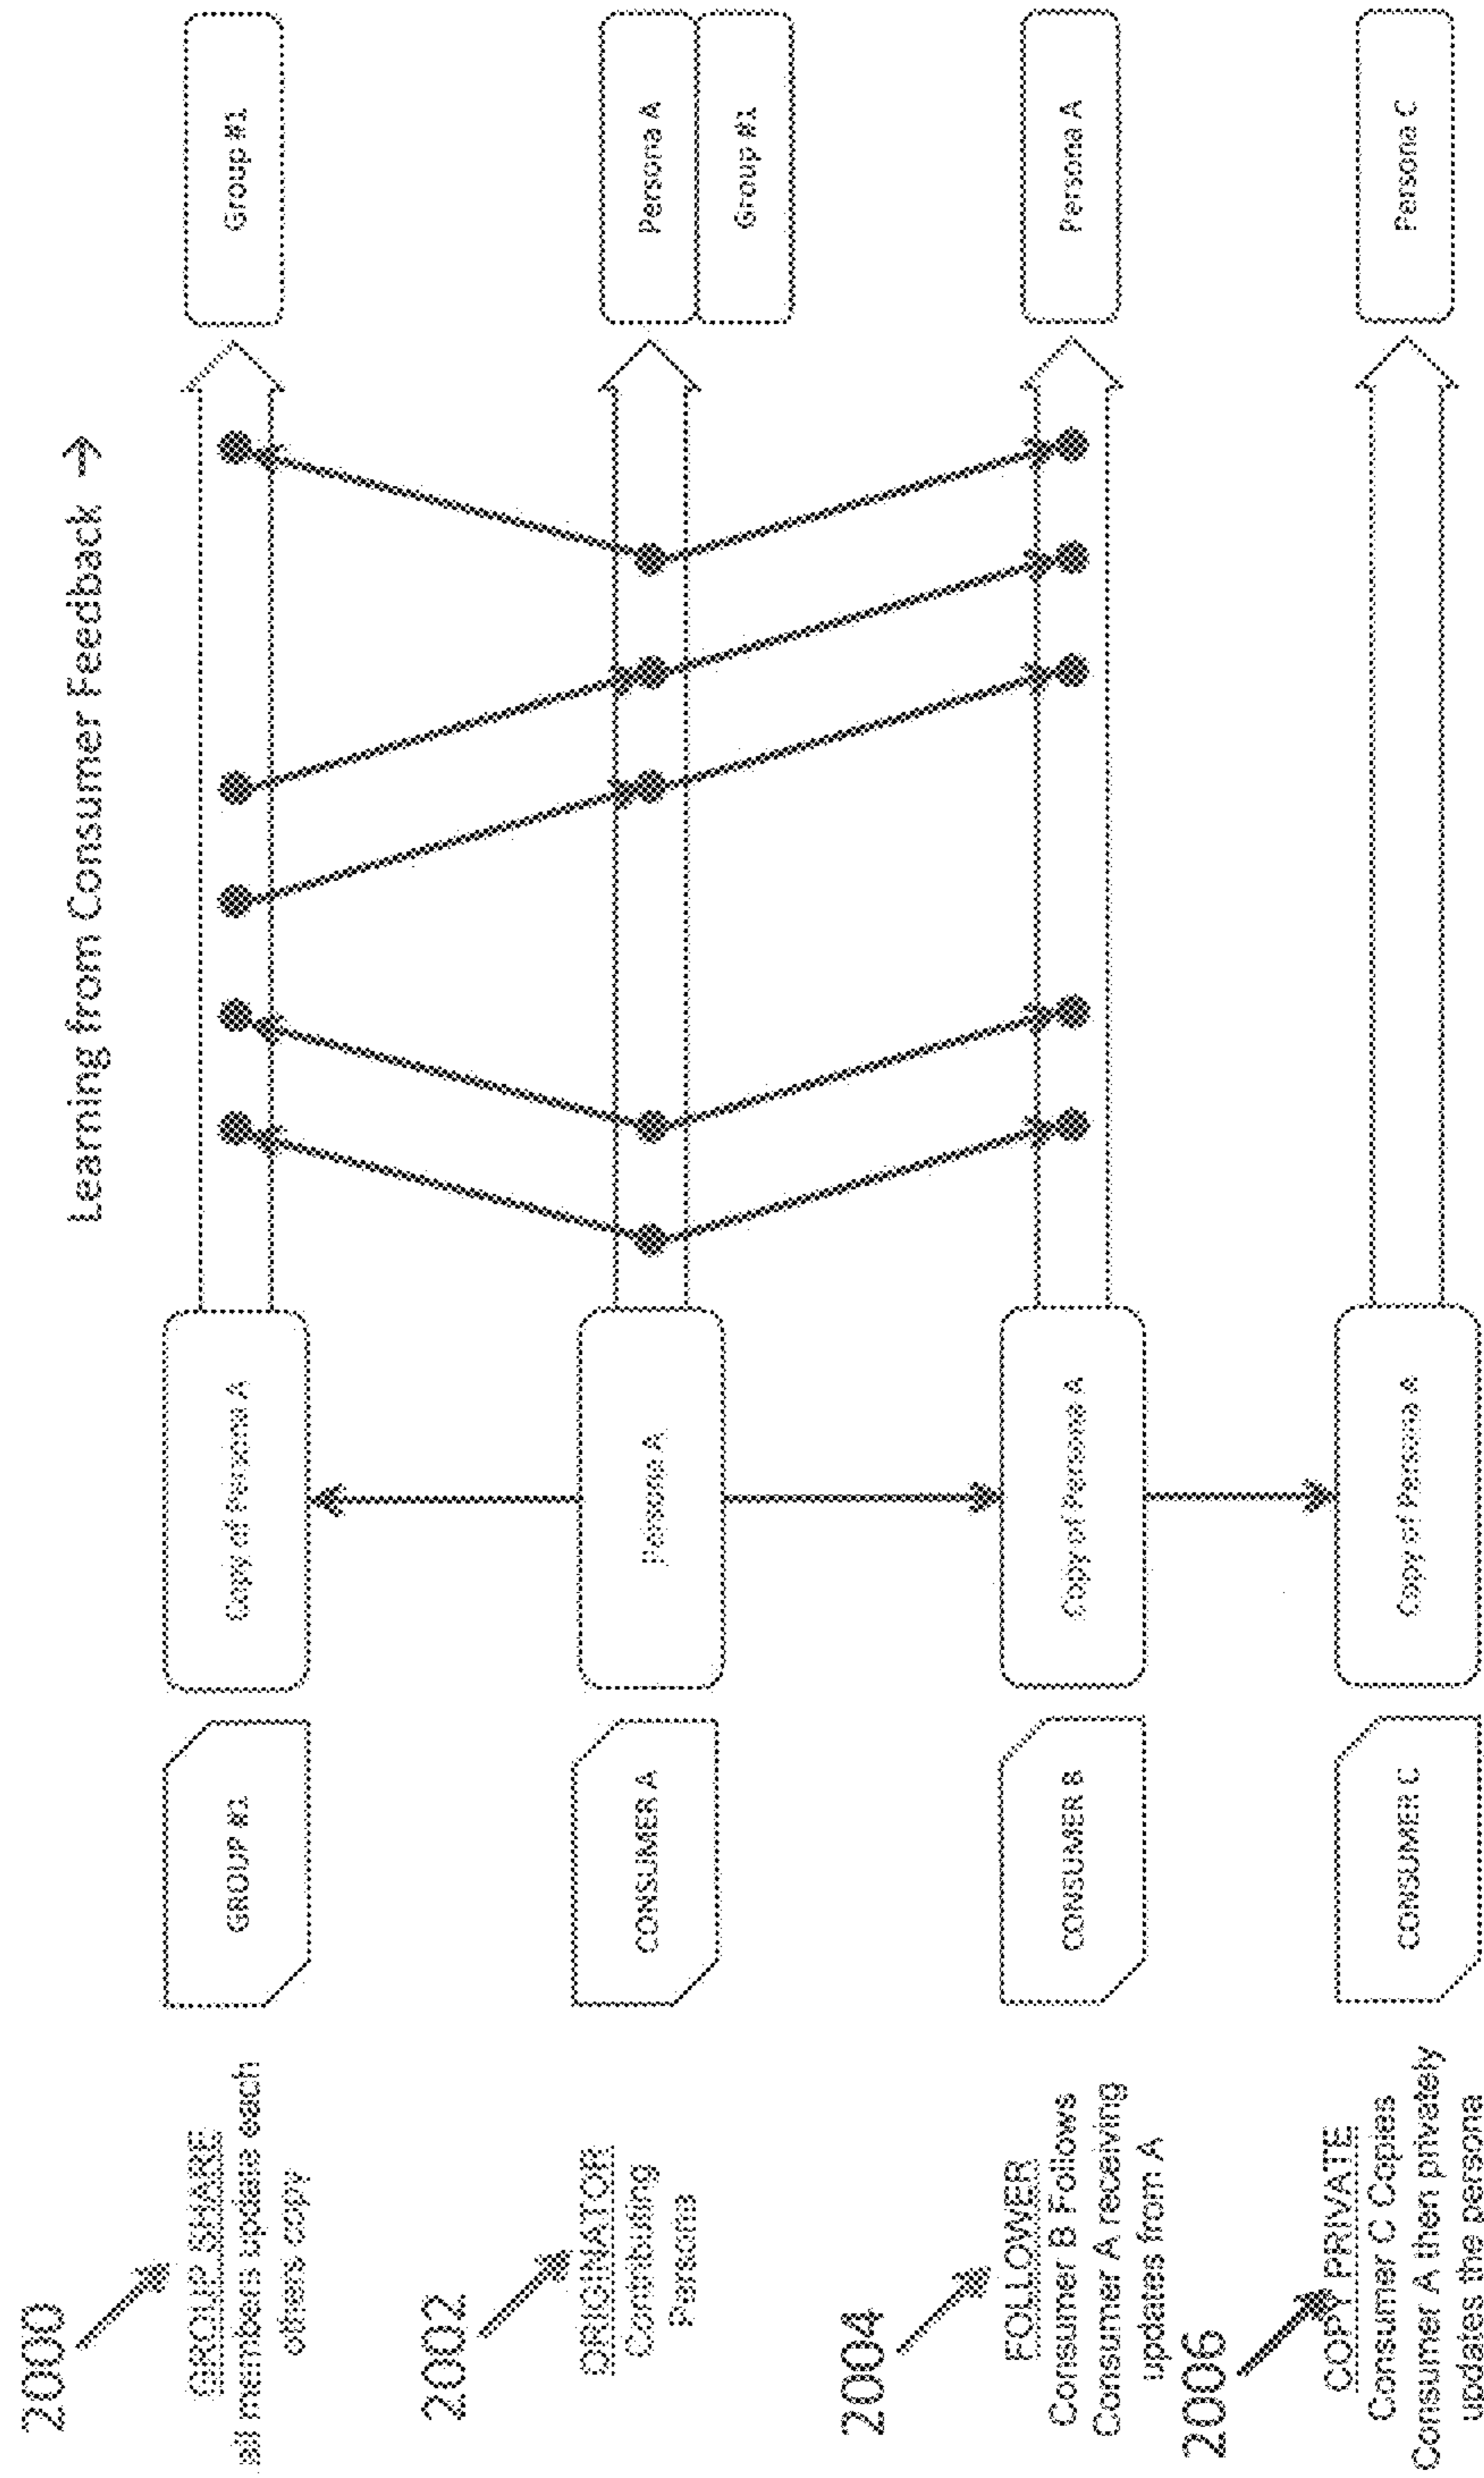 Learning from Consumer Feedback →
2000
GROUP SHARE
all members update each
others copy
GROUP #1
Copy of Persona A
Group #1
2002
ORIGINATOR
Contributing
Persona
CONSUMER A
Persona A
Persona A
Group #1
2004
FOLLOWER
Consumer B Follows
Consumer A receiving
updates from A
CONSUMER B
Copy of Persona A
Persona A
2006
COPY PRIVATE
Consumer C Copies
Consumer A then privately
updates the persona
CONSUMER C
Copy of Persona A
Persona C